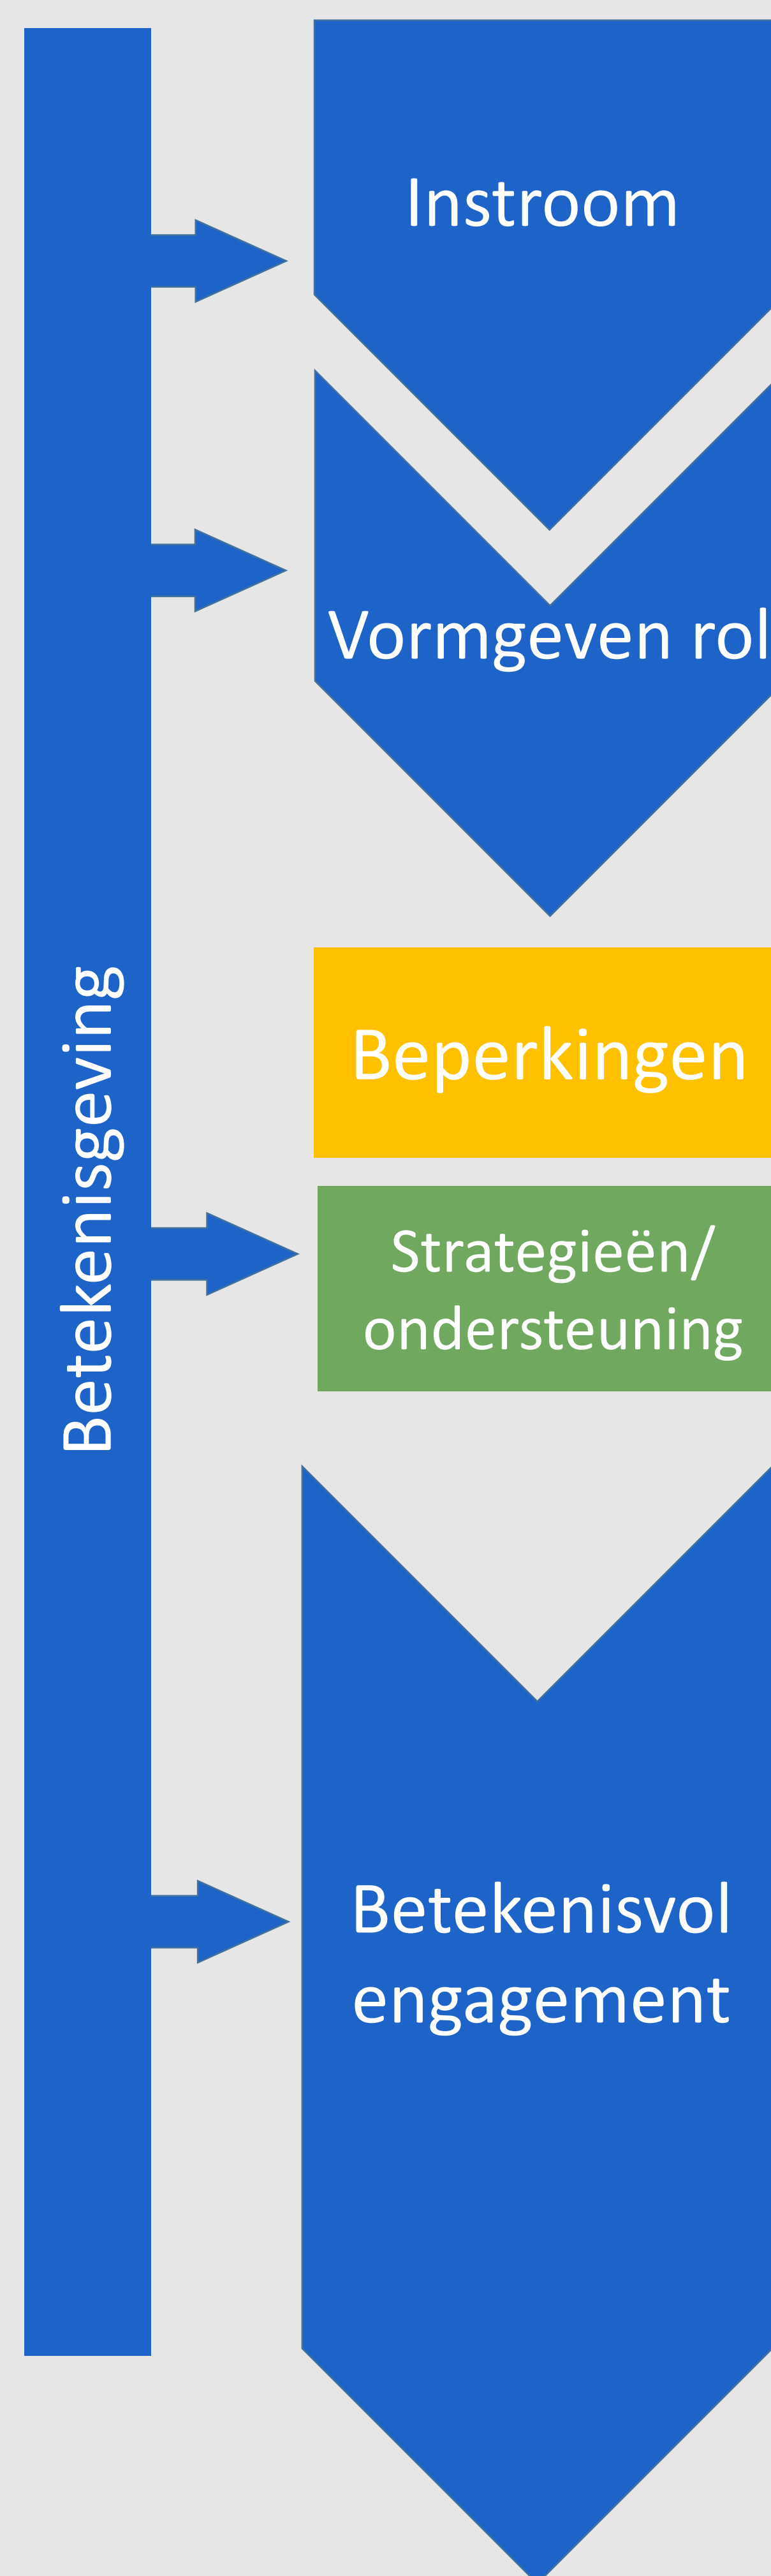 Betekenisgeving
Instroom
Vormgeven rol
Beperkingen
Strategieën/
ondersteuning
Betekenisvol
engagement